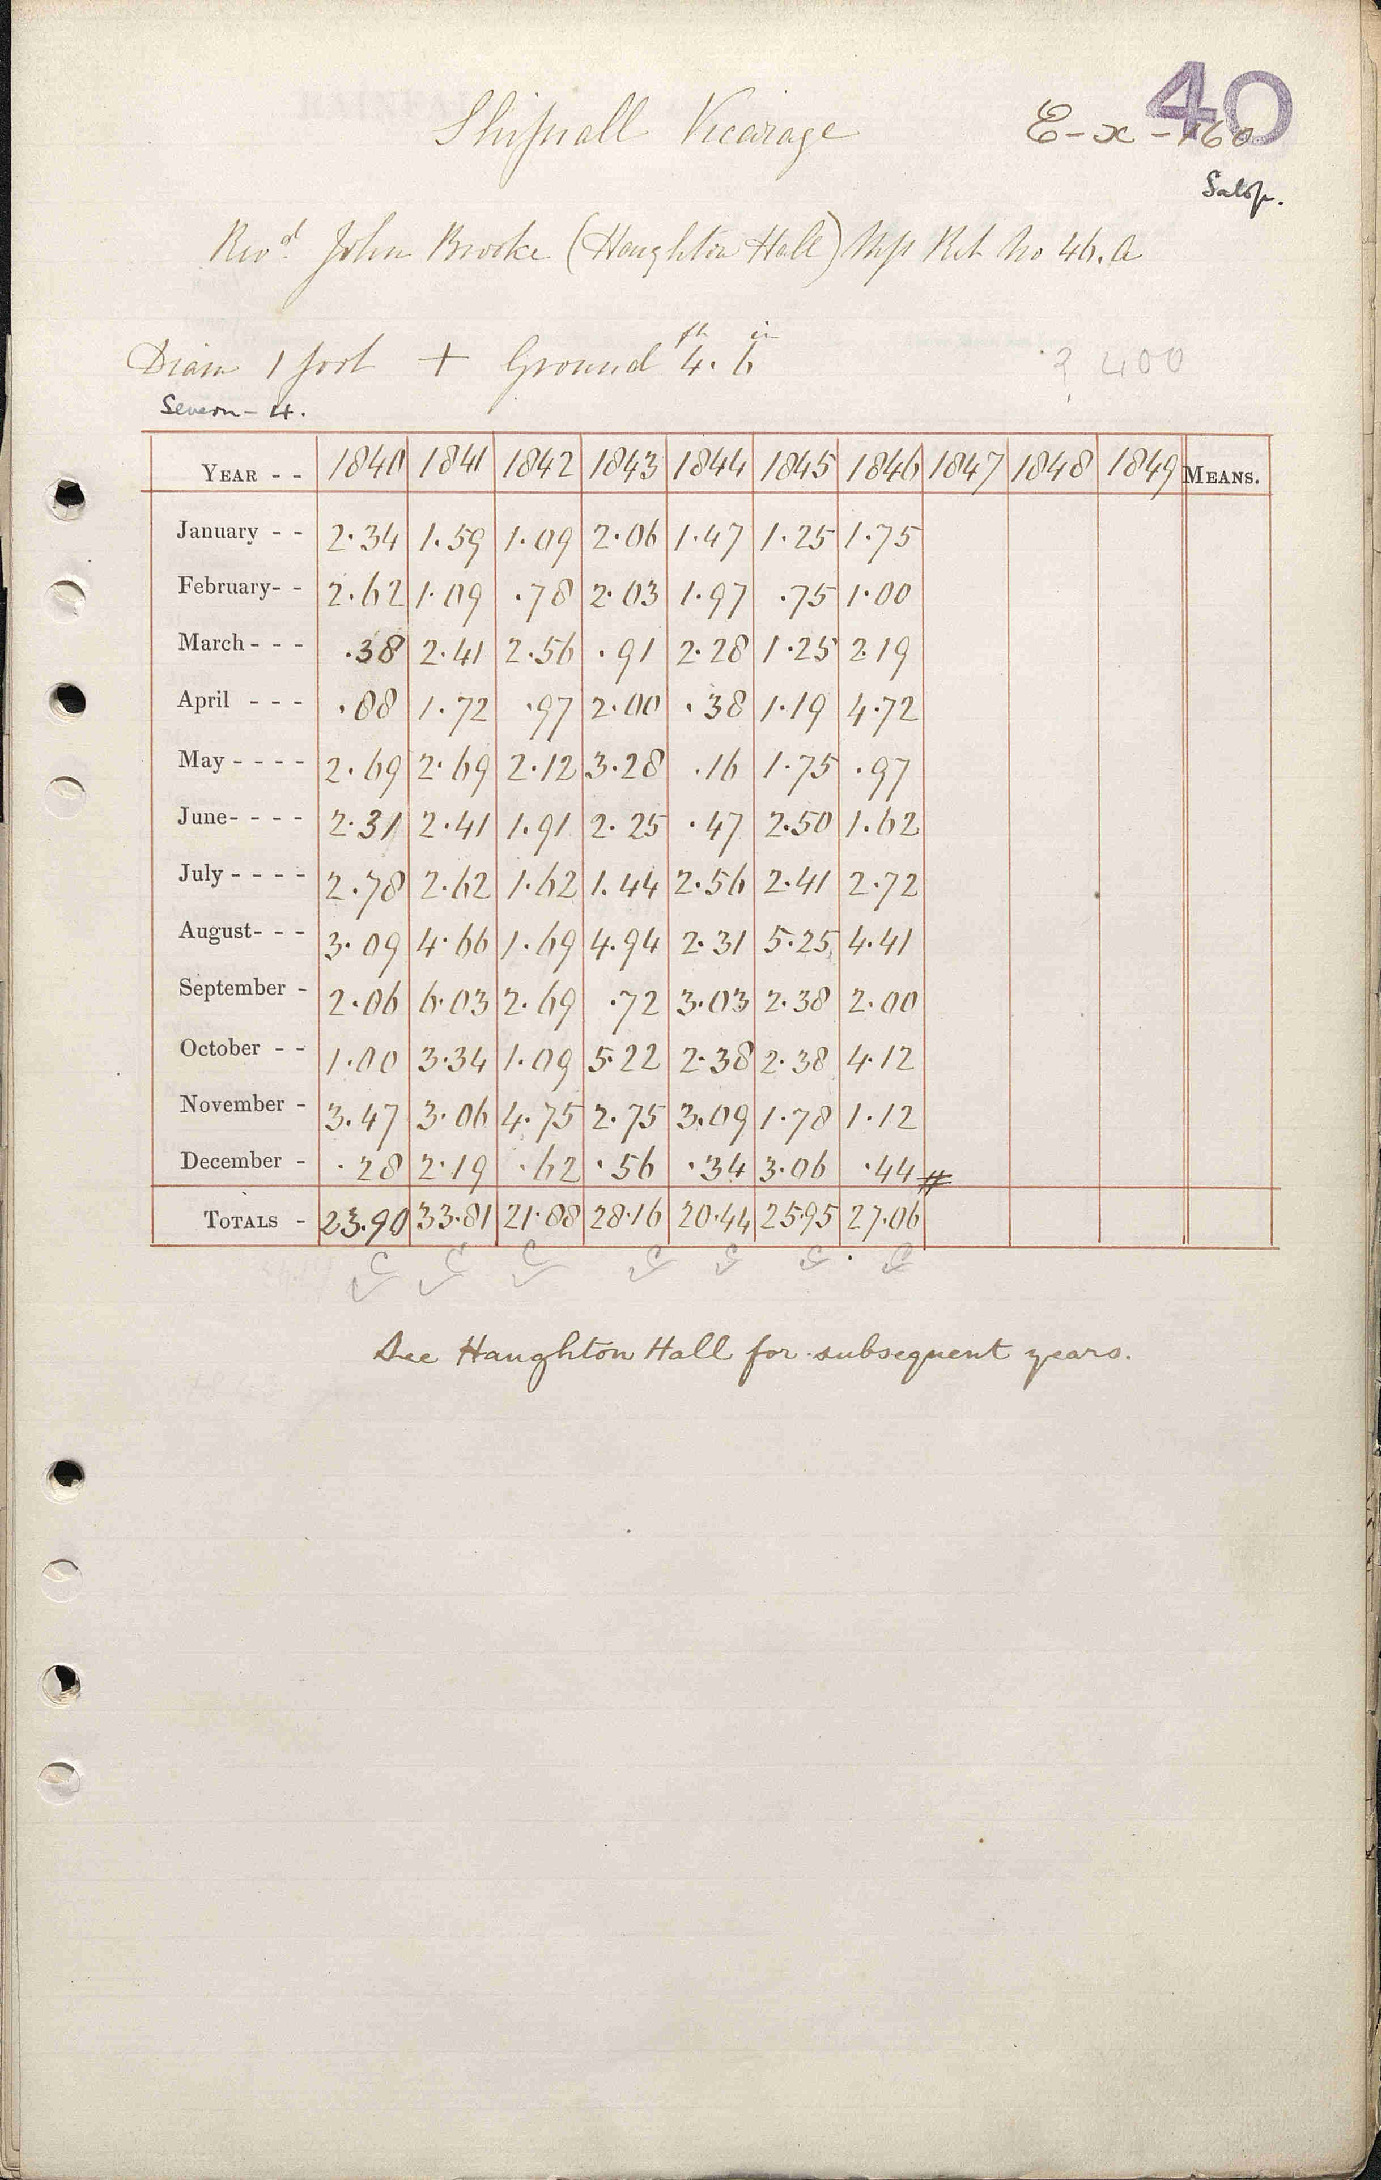 40
Shifnall Vicarage E-x-160
Salop.
Revd. John Brooke (Haughton Hall) Mss Ret No 46.a
Diam 1 foot + Ground 4 ft. 6 in ? 400
Severn - 4.
YEAR - - 1840 1841 1842 1843 1844 1845 1846 1847 1848 1849 MEANS.
January - - 2.34 1.59 1.09 2.06 1.47 1.25 1.75
February- - 2.62 1.09 .78 2.03 1.97 .75 1.00
March - - - .38 2.41 2.56 .91 2.28 1.25 2.19
April - - - .88 1.72 .97 2.00 .38 1.19 4.72
May - - - - 2.69 2.69 2.12 3.28 .16 1.75 .97
June- - - - 2.31 2.41 1.91 2.25 .47 2.50 1.62
July - - - - 2.78 2.62 1.62 1.44 2.56 2.41 2.72
August- - - 3.09 4.66 1.69 4.94 2.31 5.25 4.41
September - 2.06 6.03 2.69 .72 3.03 2.38 2.00
October - - 1.00 3.34 1.09 5.22 2.38 2.38 4.12
November - 3.47 3.06 4.75 2.75 3.09 1.78 1.12
December - .28 2.19 .62 .56 .34 3.06 .44 #
TOTALS - 23.90 33.81 21.88 28.16 20.44 25.95 27.06
See Haughton Hall for subsequent years.